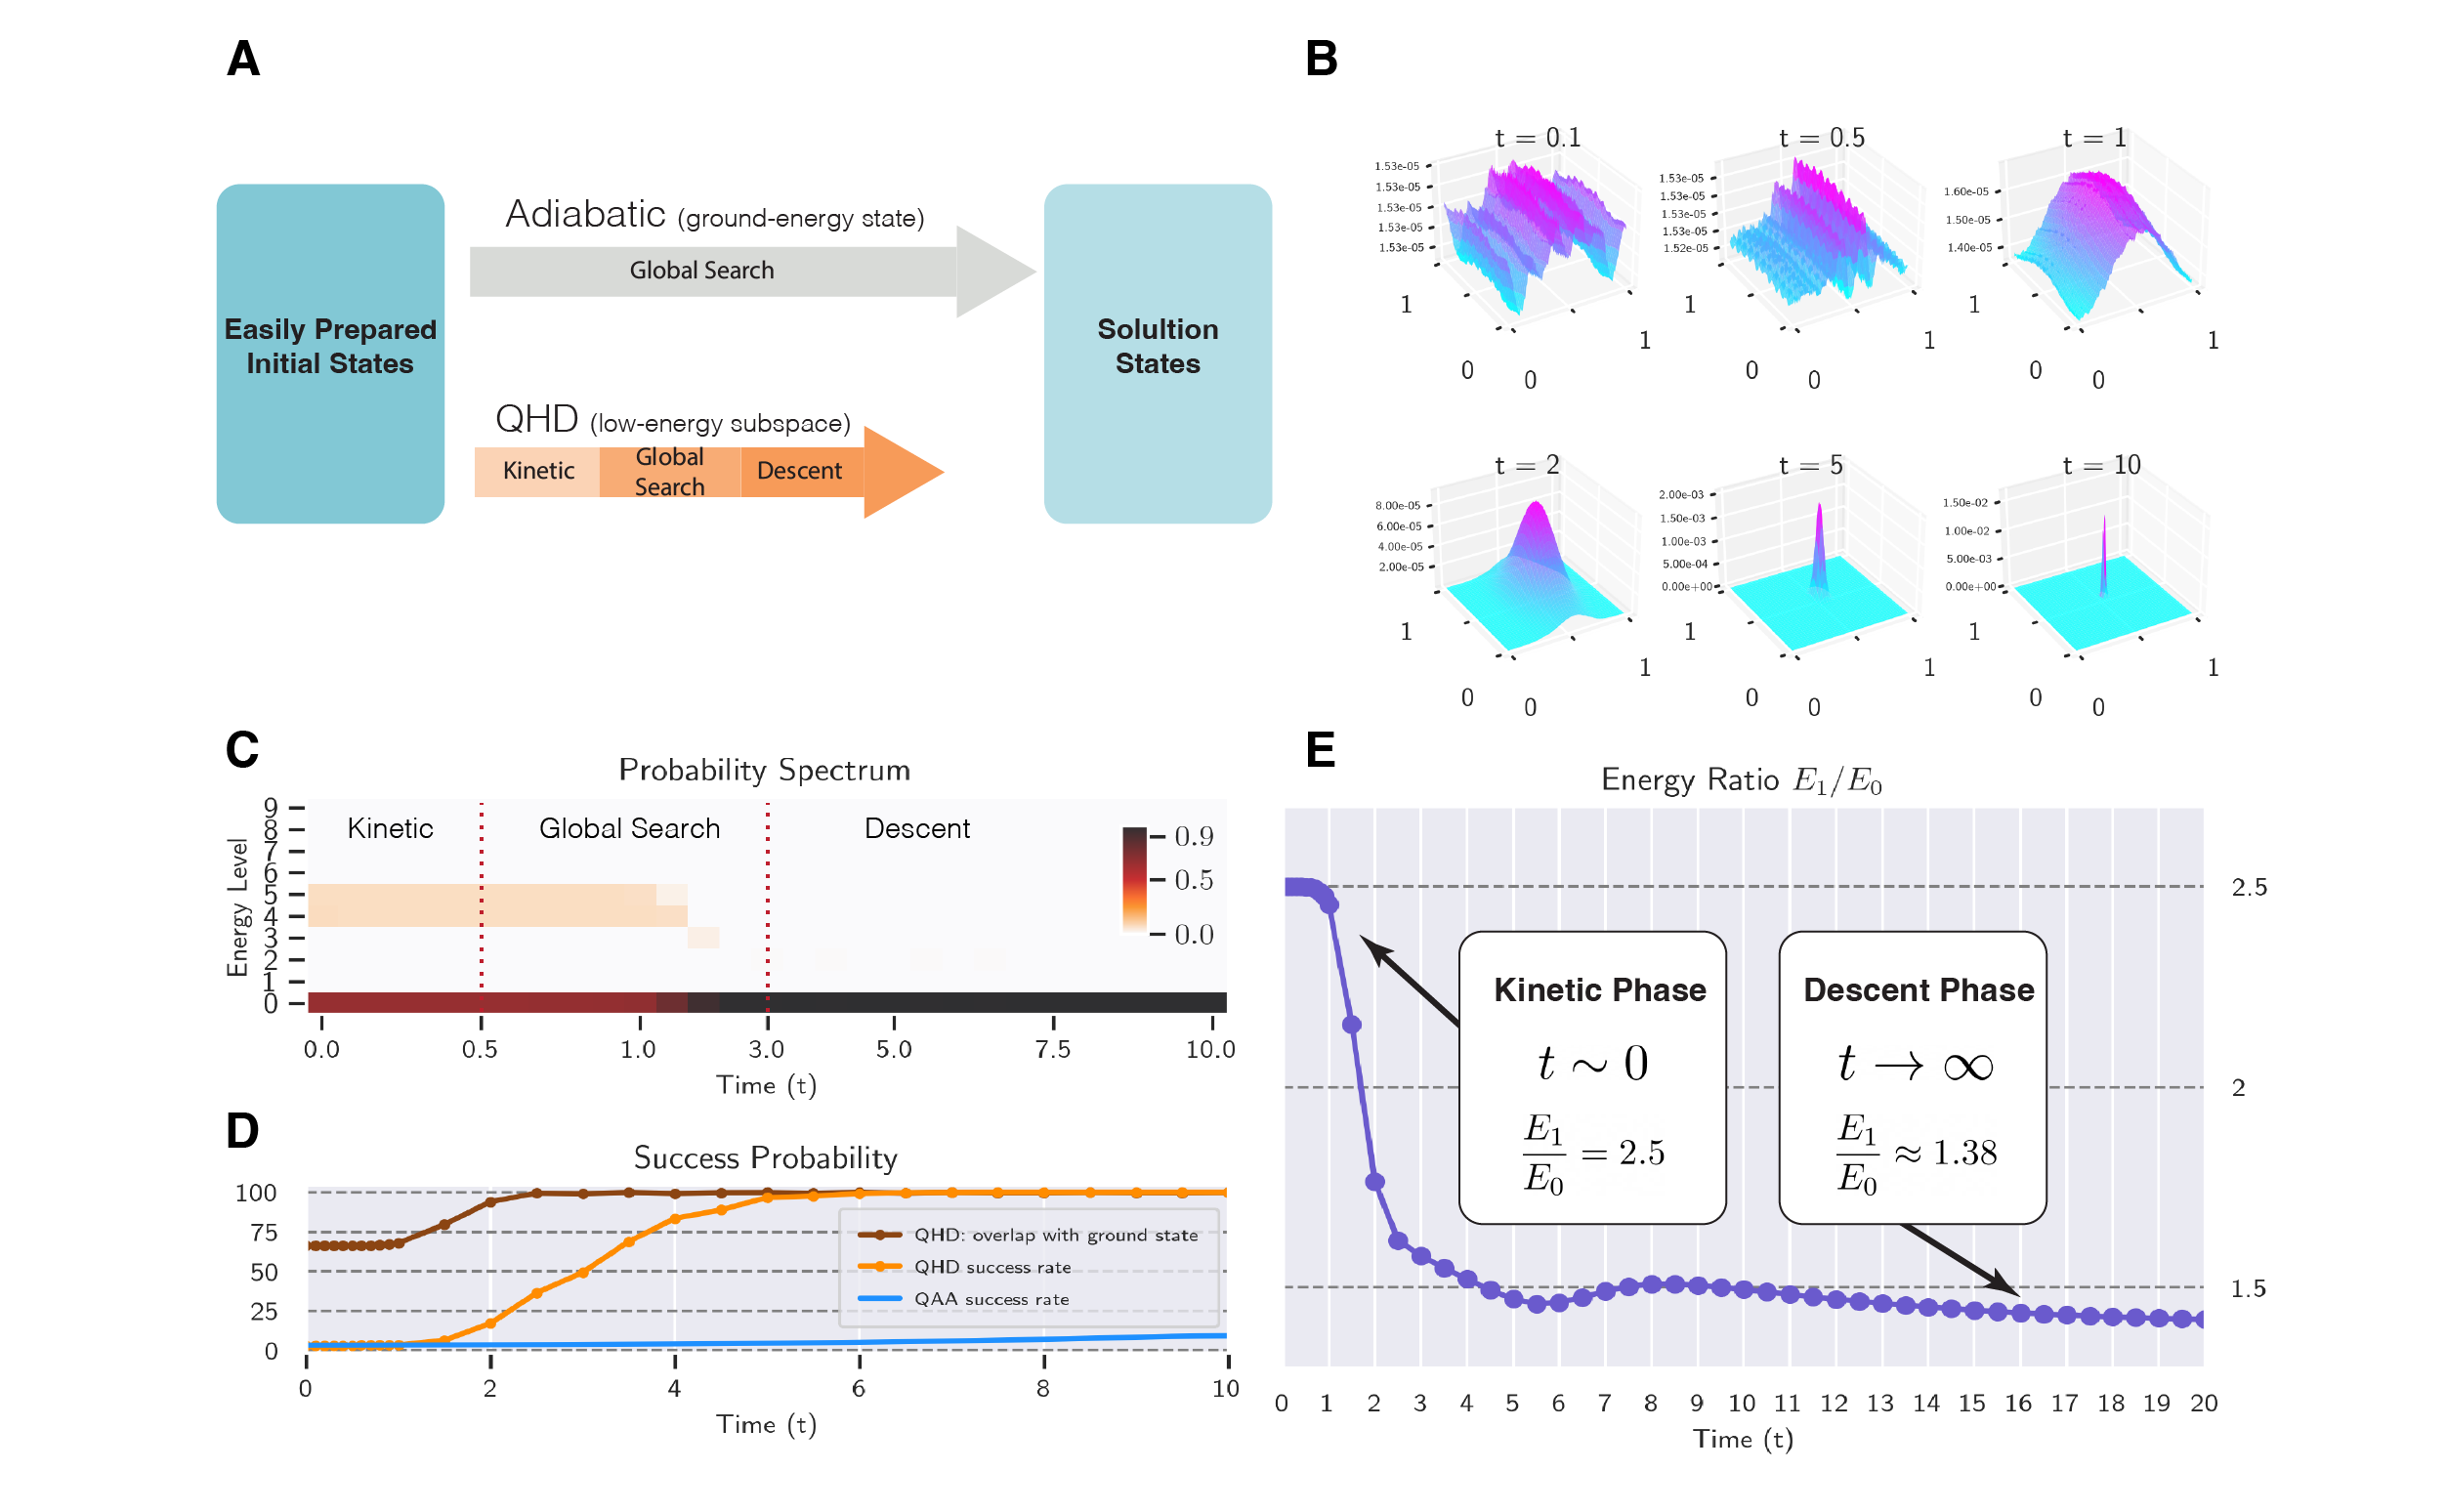 A
Adiabatic (ground-energy state)
Global Search
Easily Prepared
Initial States
Solultion
States
QHD (low-energy subspace)
Kinetic
Global
Search
Descent
B
t = 0.1
1.53e-05
1.53e-05
1.53e-05
1.53e-05
1.53e-05
1
0
0
1
t = 0.5
1.53e-05
1.53e-05
1.53e-05
1.53e-05
1.52e-05
1
0
0
1
t = 1
1.60e-05
1.50e-05
1.40e-05
1
0
0
1
t = 2
8.00e-05
6.00e-05
4.00e-05
2.00e-05
1
0
0
1
t = 5
2.00e-03
1.50e-03
1.00e-03
5.00e-04
0.00e+00
1
0
0
1
t = 10
1.50e-02
1.00e-02
5.00e-03
0.00e+00
1
0
0
1
C
Probability Spectrum
Energy Level
9
8
7
6
5
4
3
2
1
0
Kinetic
Global Search
Descent
0.9
0.5
0.0
0.0 0.5 1.0 3.0 5.0 7.5 10.0
Time (t)
D
Success Probability
100
75
50
25
0
QHD: overlap with ground state
QHD success rate
QAA success rate
0 2 4 6 8 10
Time (t)
E
Energy Ratio E₁/E₀
2.5
2
1.5
Kinetic Phase
t ∼ 0
E₁/E₀ = 2.5
Descent Phase
t → ∞
E₁/E₀ ≈ 1.38
0 1 2 3 4 5 6 7 8 9 10 11 12 13 14 15 16 17 18 19 20
Time (t)